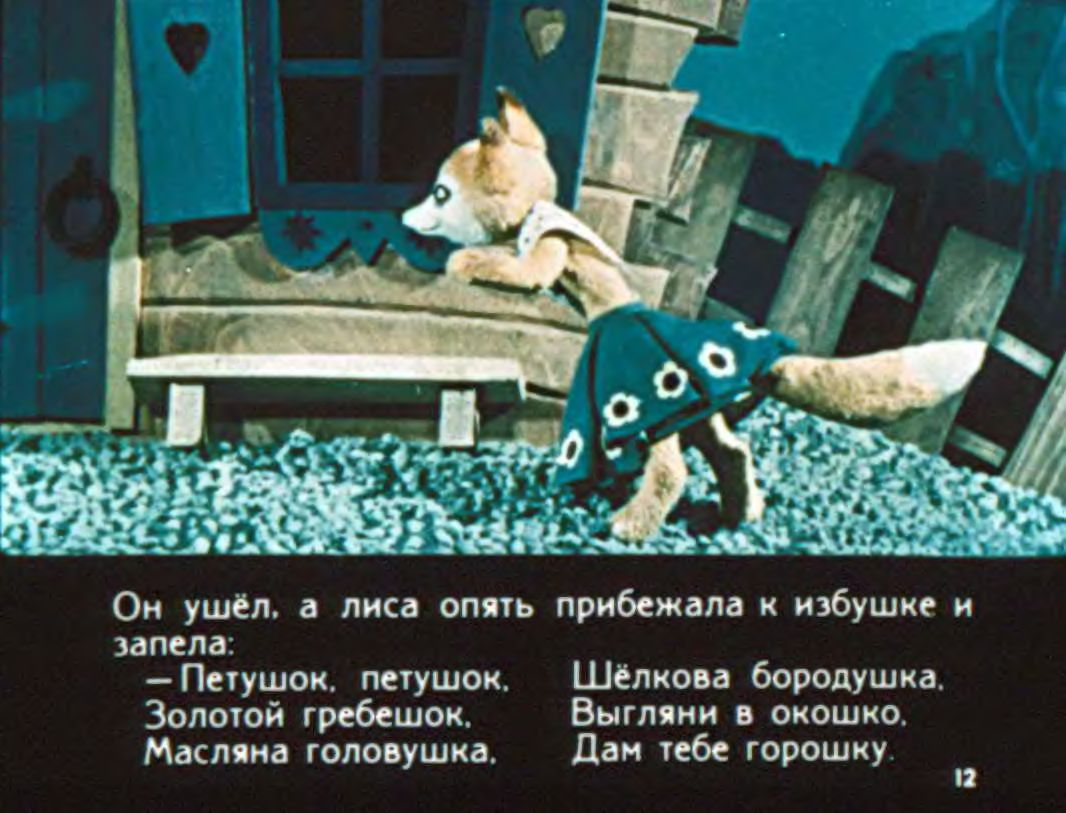 Он ушёл, а лиса опять прибежала к избушке и
запела:
— Петушок, петушок,
Золотой гребешок,
Масляна головушка,
Шёлкова бородушка,
Выгляни в окошко,
Дам тебе горошку.
12